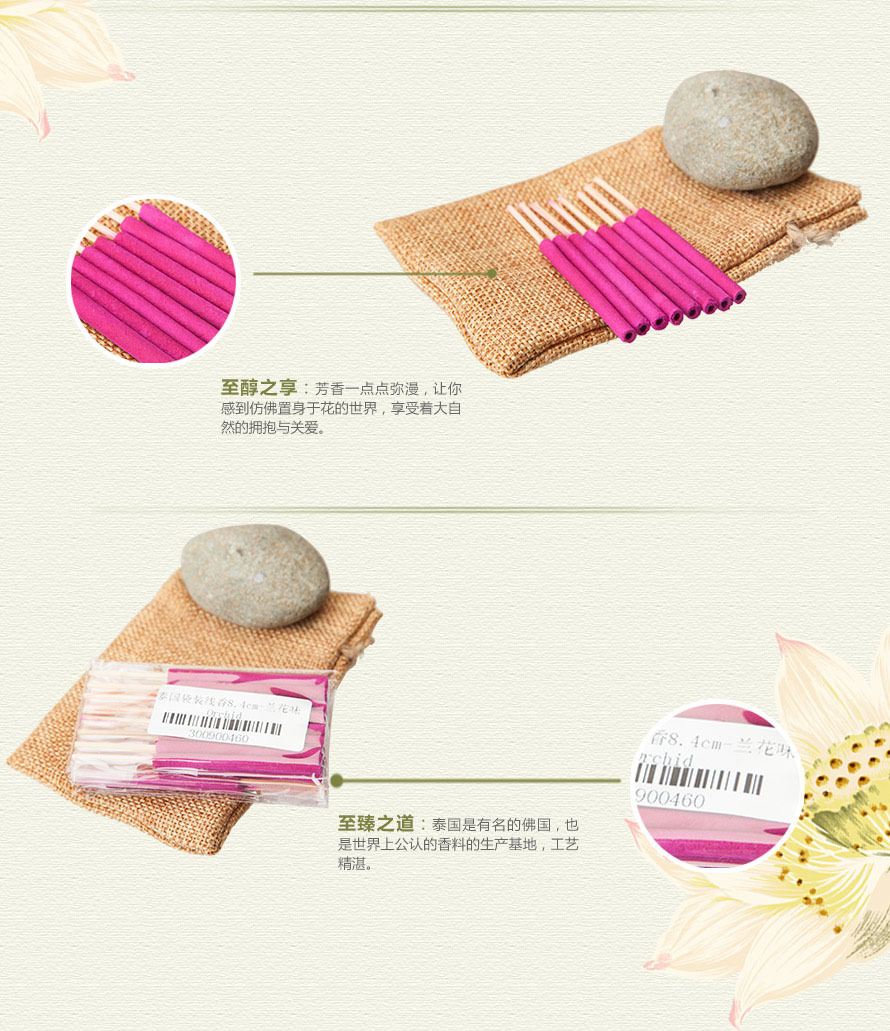 至醇之享：芳香一点点弥漫，让你
感到仿佛置身于花的世界，享受着大自
然的拥抱与关爱。
泰国袋装线香8.4cm-兰花味
Orchid
300900460
香8.4cm-兰花味
rchid
900460
至臻之道：泰国是有名的佛国，也
是世界上公认的香料的生产基地，工艺
精湛。